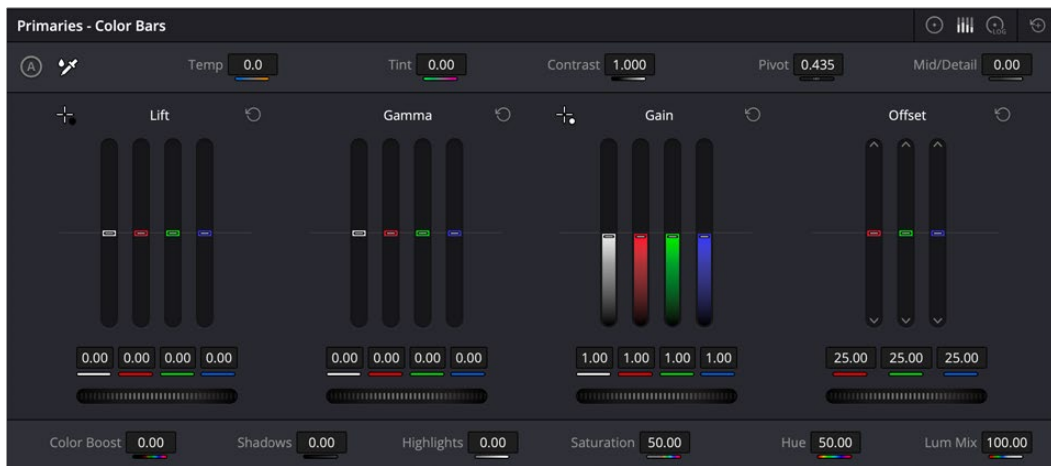 Primaries - Color Bars
LOG
A Temp 0.0 Tint 0.00 Contrast 1.000 Pivot 0.435 Mid/Detail 0.00
Lift Gamma Gain Offset
0.00 0.00 0.00 0.00 0.00 0.00 0.00 0.00 1.00 1.00 1.00 1.00 25.00 25.00 25.00
Color Boost 0.00 Shadows 0.00 Highlights 0.00 Saturation 50.00 Hue 50.00 Lum Mix 100.00